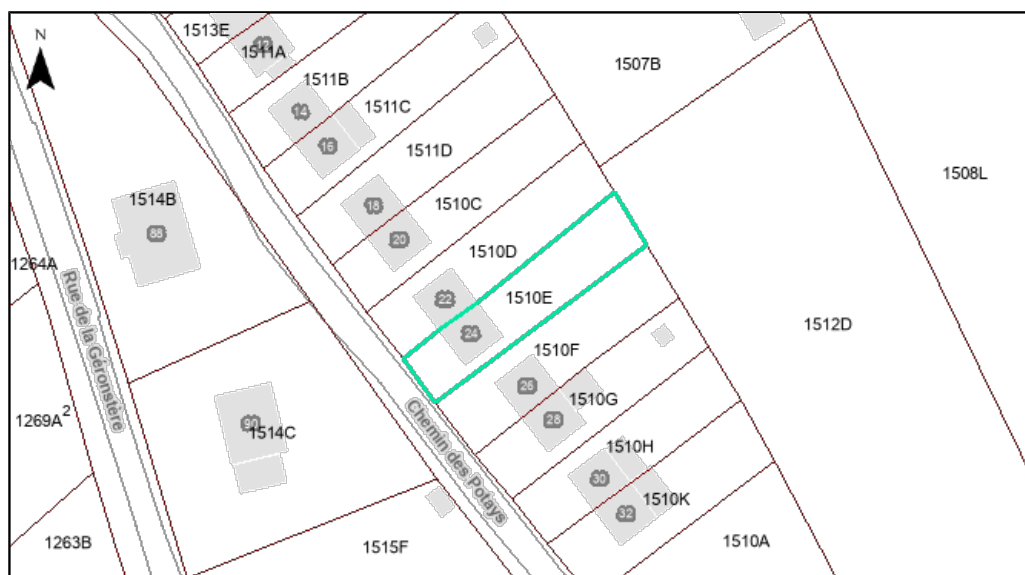 1513E
12
N
1511A
1507B
1511B
14
1511C
16
1511D
1508L
1514B
18
1510C
88
20
1510D
1264A
22
1510E
Rue de la Géronstère
24
1512D
1510F
26
1510G
1269A²
90
28
1514C
Chemin des Potays
1510H
30
1510K
32
1263B
1515F
1510A